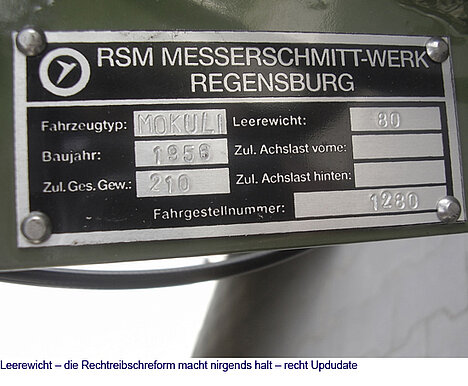 RSM MESSERSCHMITT-WERK
REGENSBURG
Fahrzeugtyp: MOKULI Leerewicht: 80
Baujahr: 1956 Zul. Achslast vorne:
Zul. Ges. Gew.: 210 Zul. Achslast hinten:
Fahrgestellnummer: 1280
Leerewicht – die Rechtreibschreform macht nirgends halt – recht Updudate